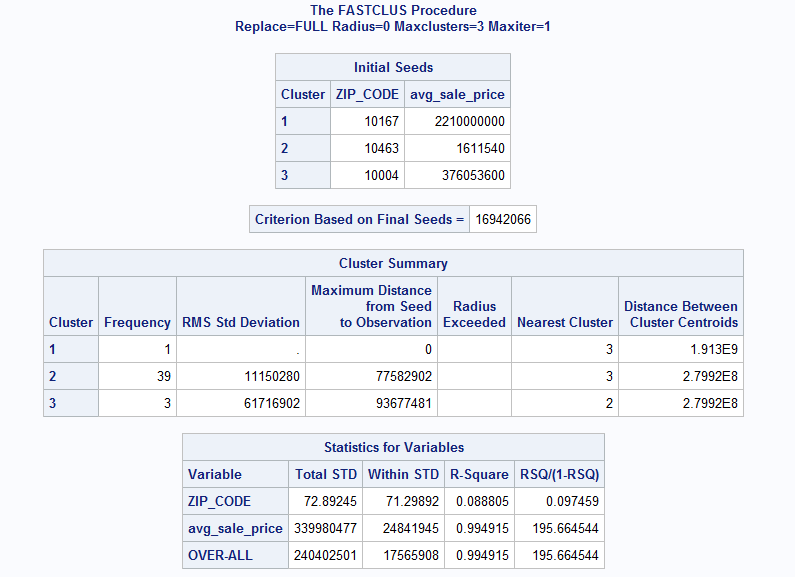 The FASTCLUS Procedure
Replace=FULL Radius=0 Maxclusters=3 Maxiter=1
Initial Seeds
Cluster ZIP_CODE avg_sale_price
1 10167 2210000000
2 10463 1611540
3 10004 376053600
Criterion Based on Final Seeds = 16942066
Cluster Summary
Maximum Distance
from Seed Radius Distance Between
Cluster Frequency RMS Std Deviation to Observation Exceeded Nearest Cluster Cluster Centroids
1 1 . 0 3 1.913E9
2 39 11150280 77582902 3 2.7992E8
3 3 61716902 93677481 2 2.7992E8
Statistics for Variables
Variable Total STD Within STD R-Square RSQ/(1-RSQ)
ZIP_CODE 72.89245 71.29892 0.088805 0.097459
avg_sale_price 339980477 24841945 0.994915 195.664544
OVER-ALL 240402501 17565908 0.994915 195.664544